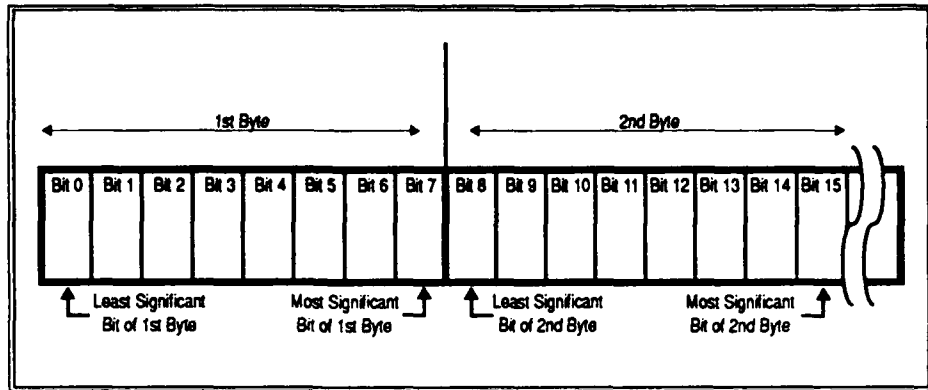 1st Byte 2nd Byte
Bit 0 Bit 1 Bit 2 Bit 3 Bit 4 Bit 5 Bit 6 Bit 7 Bit 8 Bit 9 Bit 10 Bit 11 Bit 12 Bit 13 Bit 14 Bit 15
Least Significant
Bit of 1st Byte
Most Significant
Bit of 1st Byte
Least Significant
Bit of 2nd Byte
Most Significant
Bit of 2nd Byte